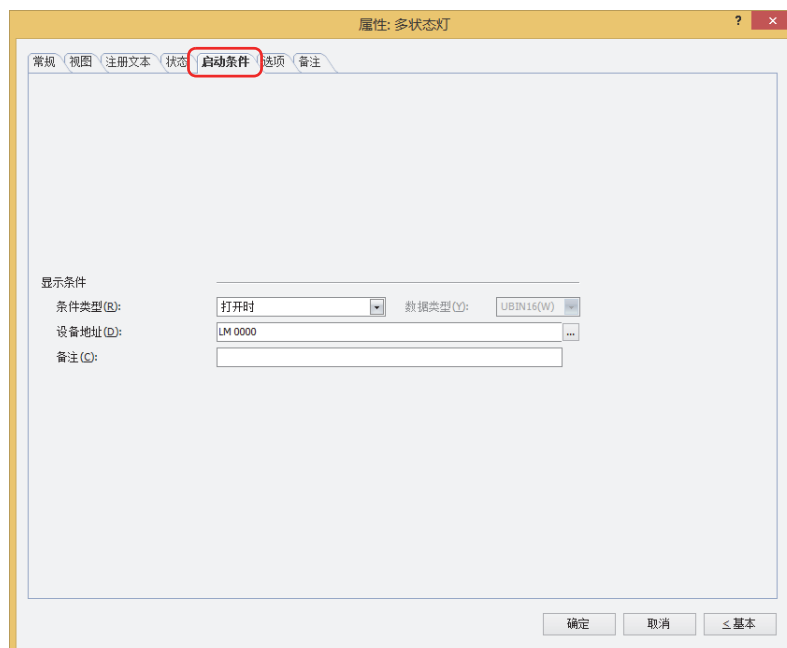 属性: 多状态灯
? ×
常规 视图 注册文本 状态 启动条件 选项 备注
显示条件
条件类型(R): 打开时 数据类型(Y): UBIN16(W)
设备地址(D): LM 0000 ...
备注(C):
确定 取消 ≤基本